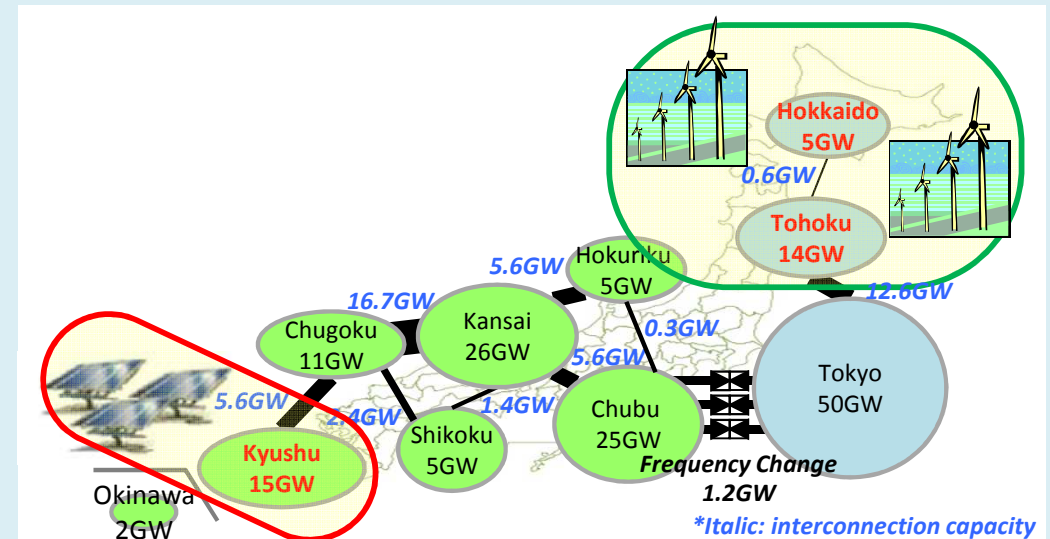 Hokkaido
5GW
0.6GW
Tohoku
14GW
12.6GW
Hokuriku
5GW
5.6GW
16.7GW
Kansai
26GW
Chugoku
11GW
0.3GW
5.6GW
Tokyo
50GW
5.6GW
2.4GW
1.4GW
Chubu
25GW
Shikoku
5GW
Kyushu
15GW
Frequency Change
1.2GW
Okinawa
2GW
*Italic: interconnection capacity